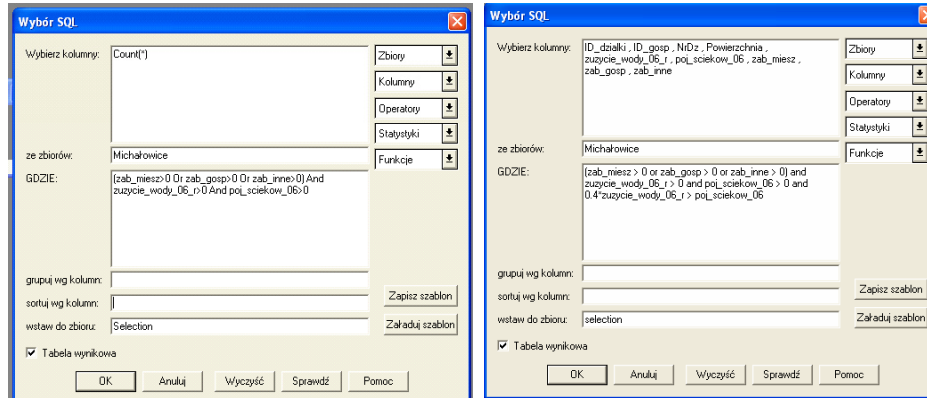 Wybór SQL
Wybierz kolumny:
Count(*)
Zbiory
Kolumny
Operatory
Statystyki
Funkcje
ze zbiorów:
Michałowice
GDZIE:
(zab_miesz>0 Or zab_gosp>0 Or zab_inne>0) And
zuzycie_wody_06_r>0 And poj_sciekow_06>0
grupuj wg kolumn:
sortuj wg kolumn:
Zapisz szablon
wstaw do zbioru:
Selection
Załaduj szablon
Tabela wynikowa
OK
Anuluj
Wyczyść
Sprawdź
Pomoc
Wybór SQL
Wybierz kolumny:
ID_dzialki , ID_gosp , NrDz , Powierzchnia ,
zuzycie_wody_06_r , poj_sciekow_06 , zab_miesz ,
zab_gosp , zab_inne
Zbiory
Kolumny
Operatory
Statystyki
Funkcje
ze zbiorów:
Michałowice
GDZIE:
(zab_miesz > 0 or zab_gosp > 0 or zab_inne > 0) and
zuzycie_wody_06_r > 0 and poj_sciekow_06 > 0 and
0.4*zuzycie_wody_06_r > poj_sciekow_06
grupuj wg kolumn:
sortuj wg kolumn:
Zapisz szablon
wstaw do zbioru:
selection
Załaduj szablon
Tabela wynikowa
OK
Anuluj
Wyczyść
Sprawdź
Pomoc